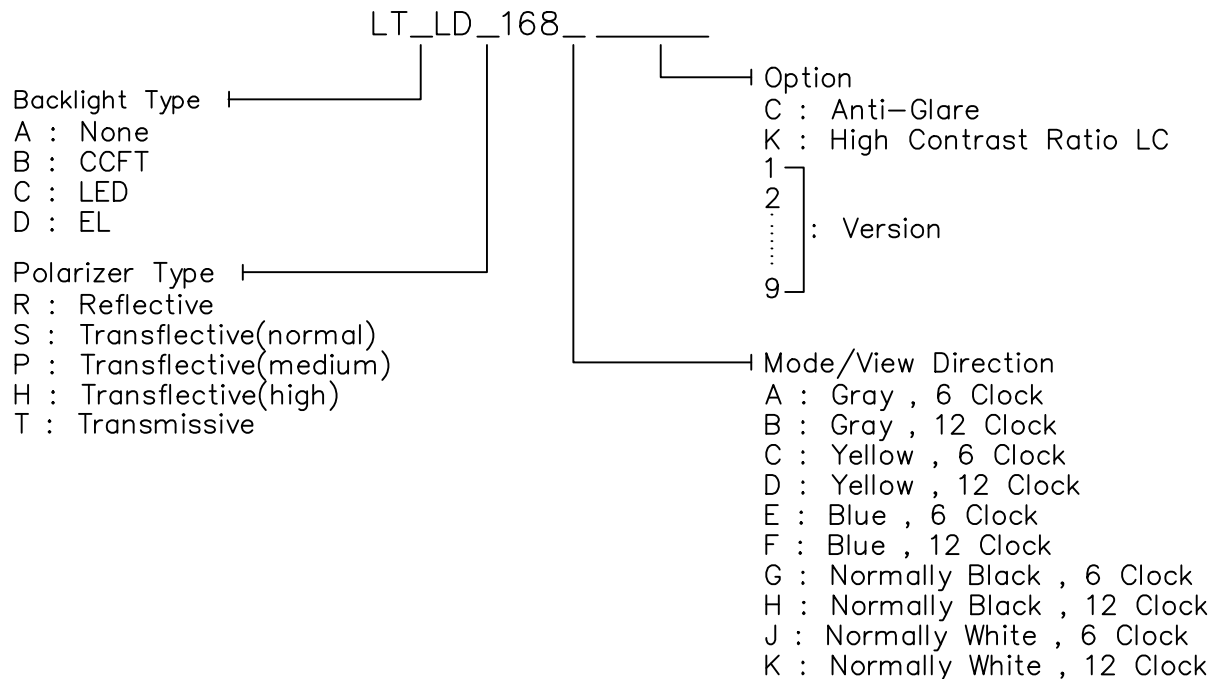 LT_LD_168_ _____
Backlight Type
A : None
B : CCFT
C : LED
D : EL
Polarizer Type
R : Reflective
S : Transflective(normal)
P : Transflective(medium)
H : Transflective(high)
T : Transmissive
Option
C : Anti-Glare
K : High Contrast Ratio LC
1
2
: Version
9
Mode/View Direction
A : Gray , 6 Clock
B : Gray , 12 Clock
C : Yellow , 6 Clock
D : Yellow , 12 Clock
E : Blue , 6 Clock
F : Blue , 12 Clock
G : Normally Black , 6 Clock
H : Normally Black , 12 Clock
J : Normally White , 6 Clock
K : Normally White , 12 Clock